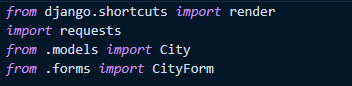 from django.shortcuts import render
import requests
from .models import City
from .forms import CityForm